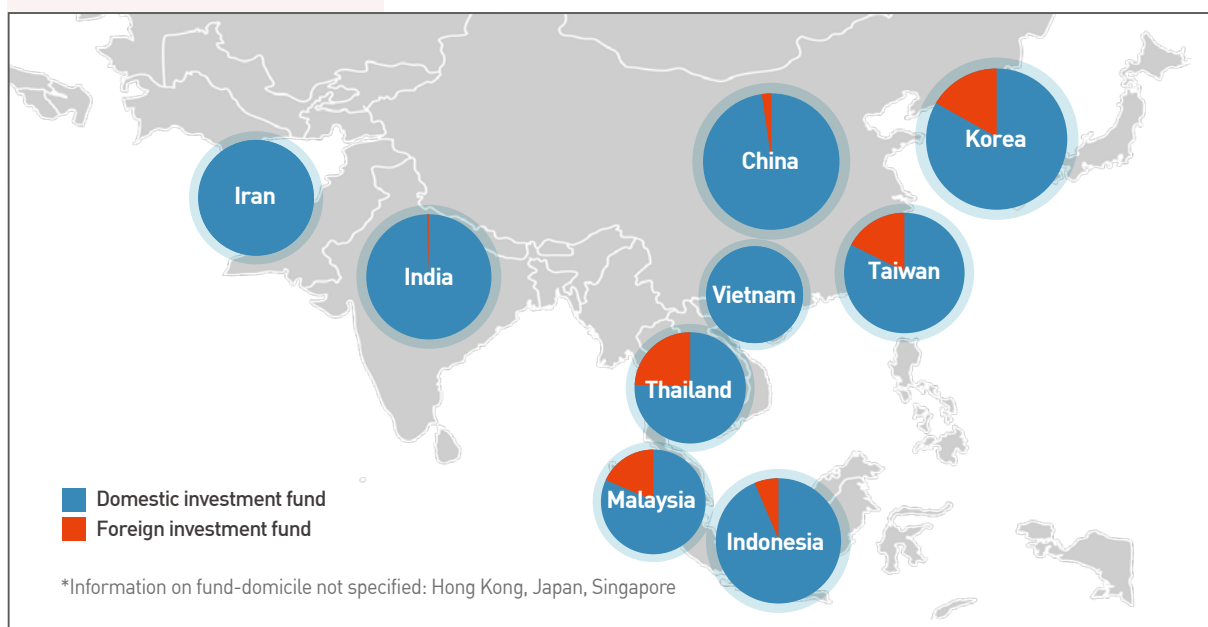 Korea
China
Iran
Taiwan
India
Vietnam
Thailand
Malaysia
Indonesia
Domestic investment fund
Foreign investment fund
*Information on fund-domicile not specified: Hong Kong, Japan, Singapore